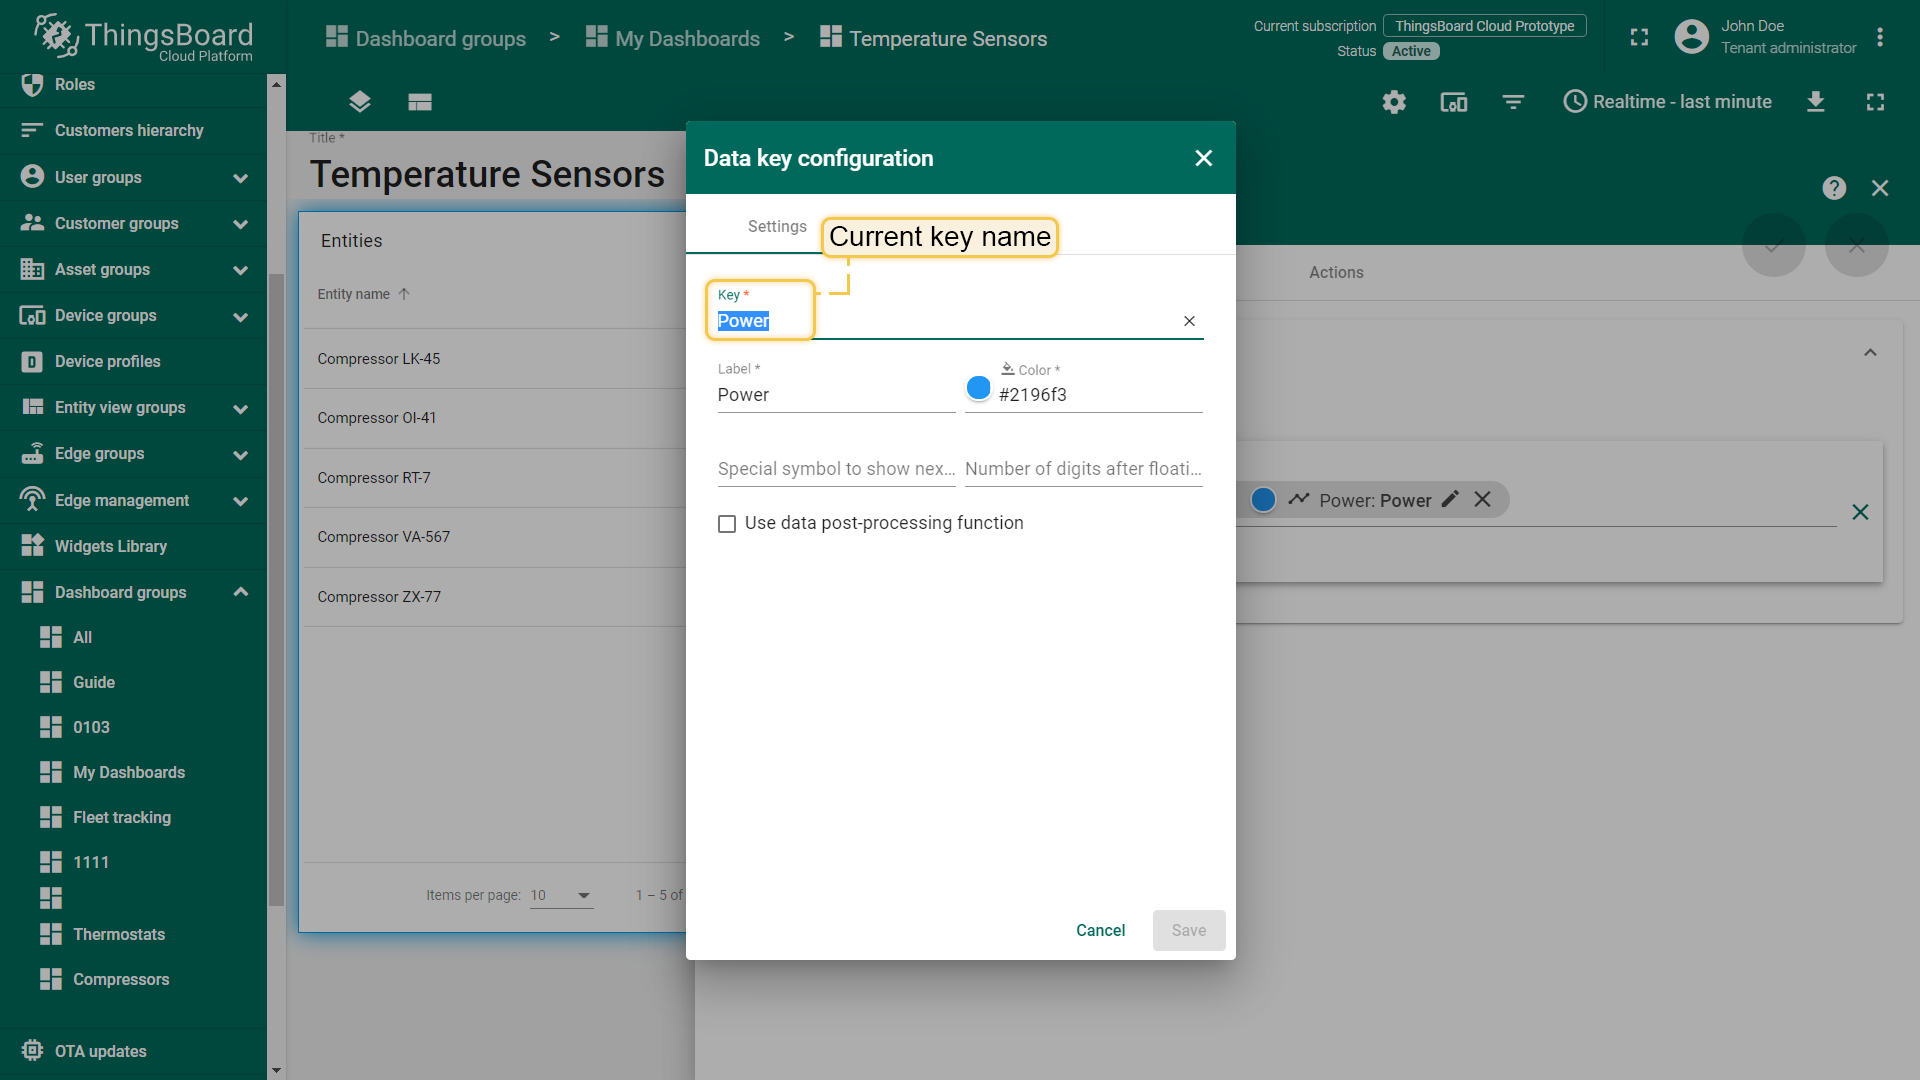 ThingsBoard
Cloud Platform
Dashboard groups > My Dashboards > Temperature Sensors
Current subscription ThingsBoard Cloud Prototype
Status Active
John Doe
Tenant administrator
Roles
Customers hierarchy
User groups
Customer groups
Asset groups
Device groups
Device profiles
Entity view groups
Edge groups
Edge management
Widgets Library
Dashboard groups
All
Guide
0103
My Dashboards
Fleet tracking
1111
Thermostats
Compressors
OTA updates
Realtime - last minute
Title *
Temperature Sensors
Entities
Entity name
Compressor LK-45
Compressor OI-41
Compressor RT-7
Compressor VA-567
Compressor ZX-77
Items per page: 10 1 – 5 of
Data key configuration
Settings
Current key name
Key *
Power
Label *
Power
Color *
#2196f3
Special symbol to show nex...
Number of digits after floati...
Use data post-processing function
Cancel
Save
Actions
Power: Power